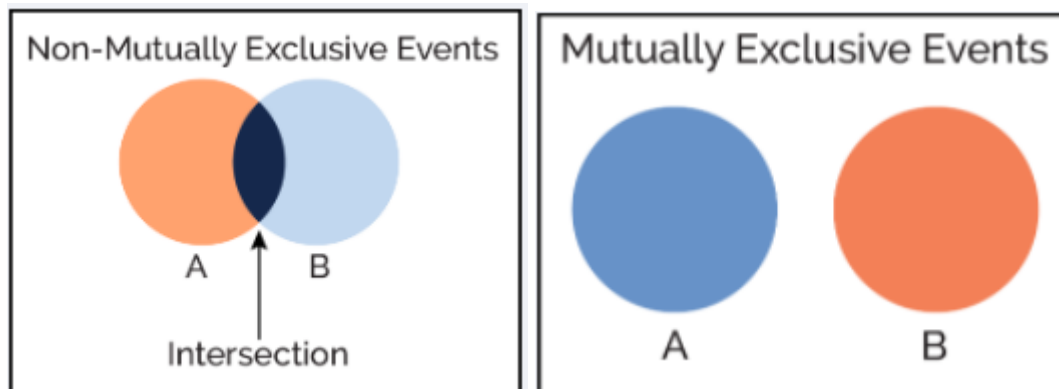 Non-Mutually Exclusive Events
A
B
Intersection
Mutually Exclusive Events
A
B